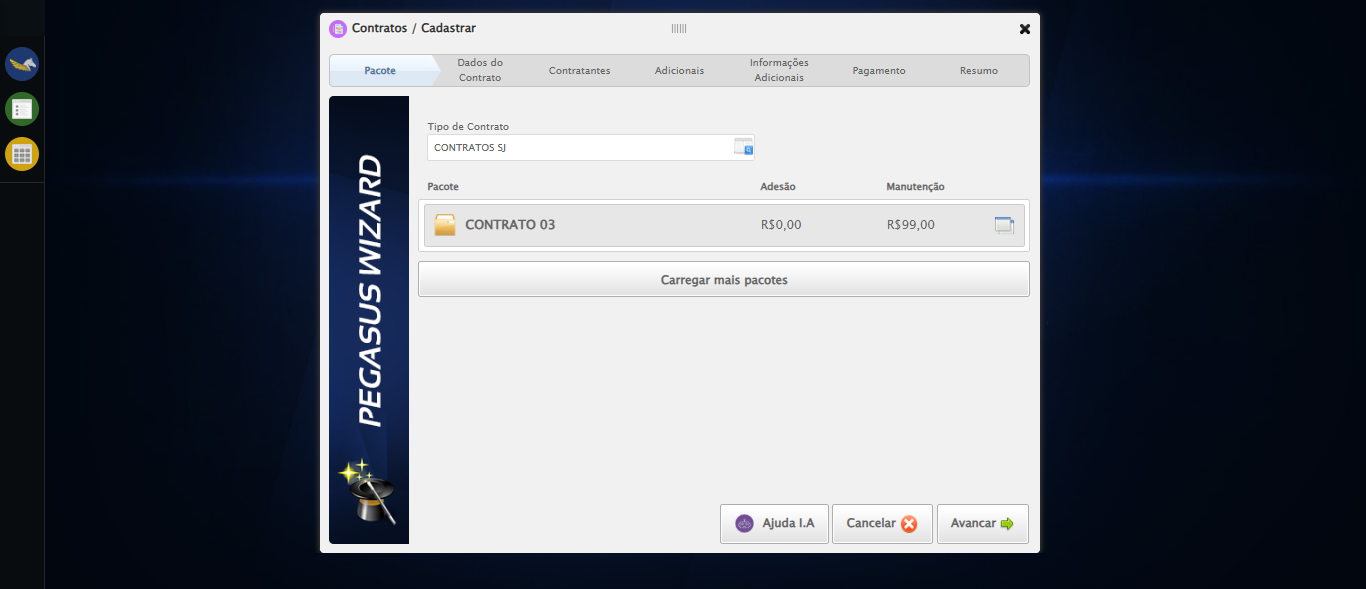 Contratos / Cadastrar
Pacote
Dados do
Contrato
Contratantes
Adicionais
Informações
Adicionais
Pagamento
Resumo
PEGASUS WIZARD
Tipo de Contrato
CONTRATOS SJ
Pacote Adesão Manutenção
CONTRATO 03 R$0,00 R$99,00
Carregar mais pacotes
Ajuda I.A Cancelar Avancar